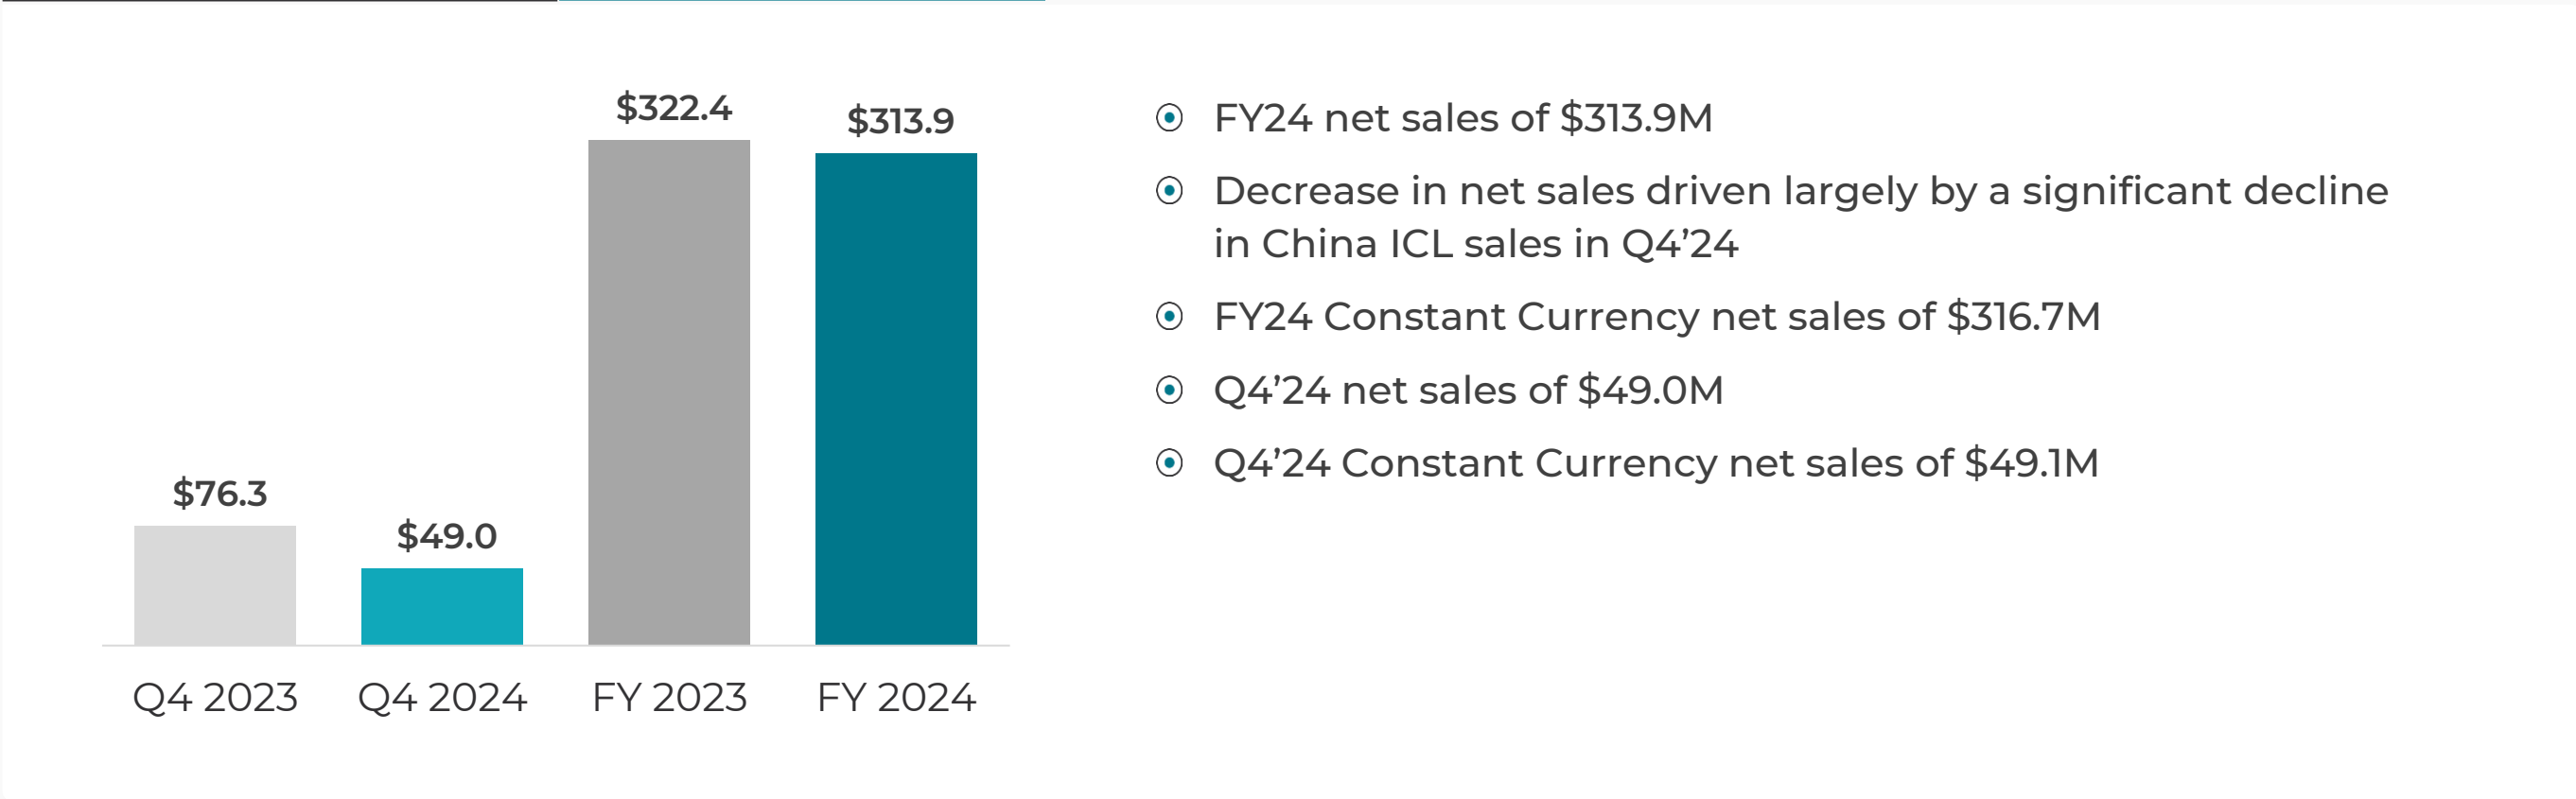 $76.3
$49.0
$322.4
$313.9
Q4 2023
Q4 2024
FY 2023
FY 2024
FY24 net sales of $313.9M
Decrease in net sales driven largely by a significant decline
in China ICL sales in Q4’24
FY24 Constant Currency net sales of $316.7M
Q4’24 net sales of $49.0M
Q4’24 Constant Currency net sales of $49.1M